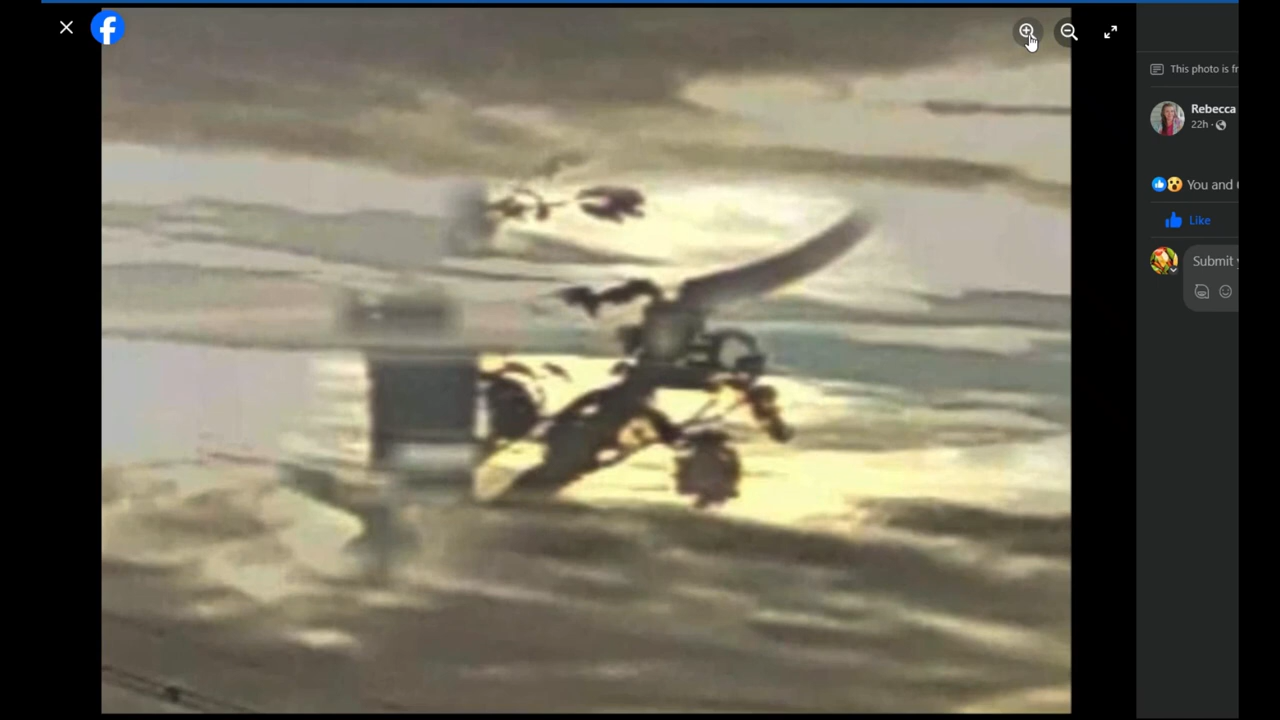 This photo is fr
Rebecca
22h
You and
Like
Submit